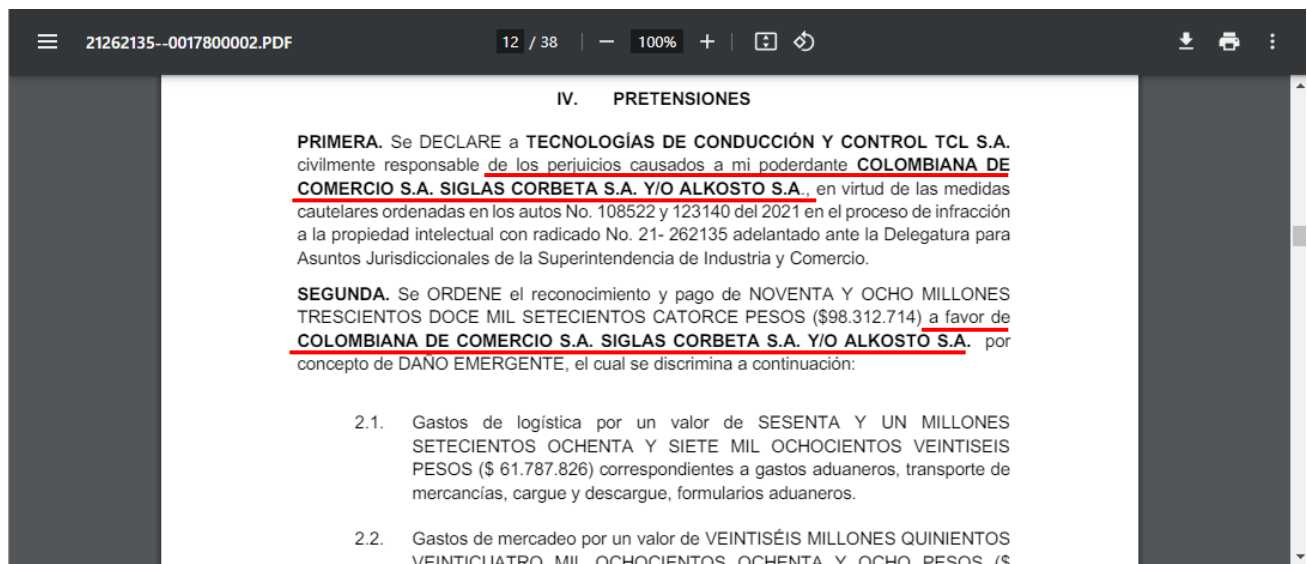 21262135--0017800002.PDF 12 / 38 | − 100% + |
IV. PRETENSIONES
PRIMERA. Se DECLARE a TECNOLOGÍAS DE CONDUCCIÓN Y CONTROL TCL S.A.
civilmente responsable de los perjuicios causados a mi poderdante COLOMBIANA DE
COMERCIO S.A. SIGLAS CORBETA S.A. Y/O ALKOSTO S.A., en virtud de las medidas
cautelares ordenadas en los autos No. 108522 y 123140 del 2021 en el proceso de infracción
a la propiedad intelectual con radicado No. 21- 262135 adelantado ante la Delegatura para
Asuntos Jurisdiccionales de la Superintendencia de Industria y Comercio.
SEGUNDA. Se ORDENE el reconocimiento y pago de NOVENTA Y OCHO MILLONES
TRESCIENTOS DOCE MIL SETECIENTOS CATORCE PESOS ($98.312.714) a favor de
COLOMBIANA DE COMERCIO S.A. SIGLAS CORBETA S.A. Y/O ALKOSTO S.A. por
concepto de DAÑO EMERGENTE, el cual se discrimina a continuación:
2.1. Gastos de logística por un valor de SESENTA Y UN MILLONES
SETECIENTOS OCHENTA Y SIETE MIL OCHOCIENTOS VEINTISEIS
PESOS ($ 61.787.826) correspondientes a gastos aduaneros, transporte de
mercancías, cargue y descargue, formularios aduaneros.
2.2. Gastos de mercadeo por un valor de VEINTISÉIS MILLONES QUINIENTOS
VEINTICUATRO MIL OCHOCIENTOS OCHENTA Y OCHO PESOS ($